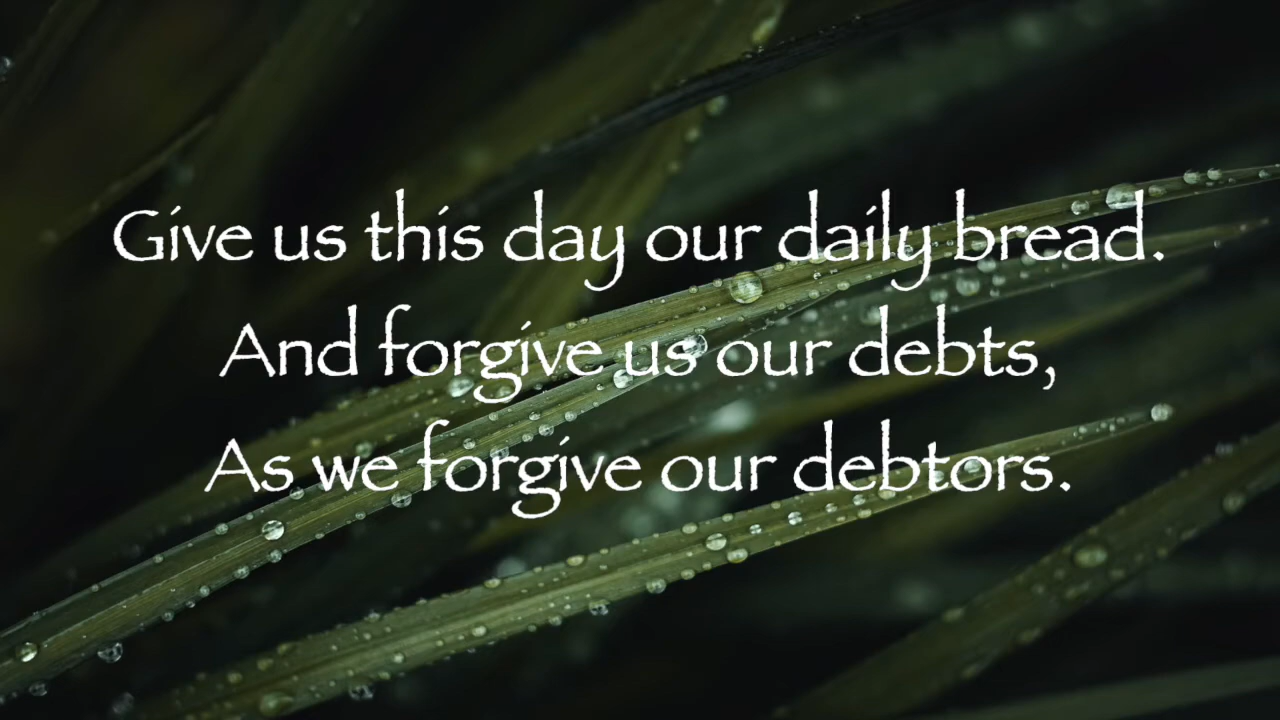 Give us this day our daily bread.
And forgive us our debts,
As we forgive our debtors.